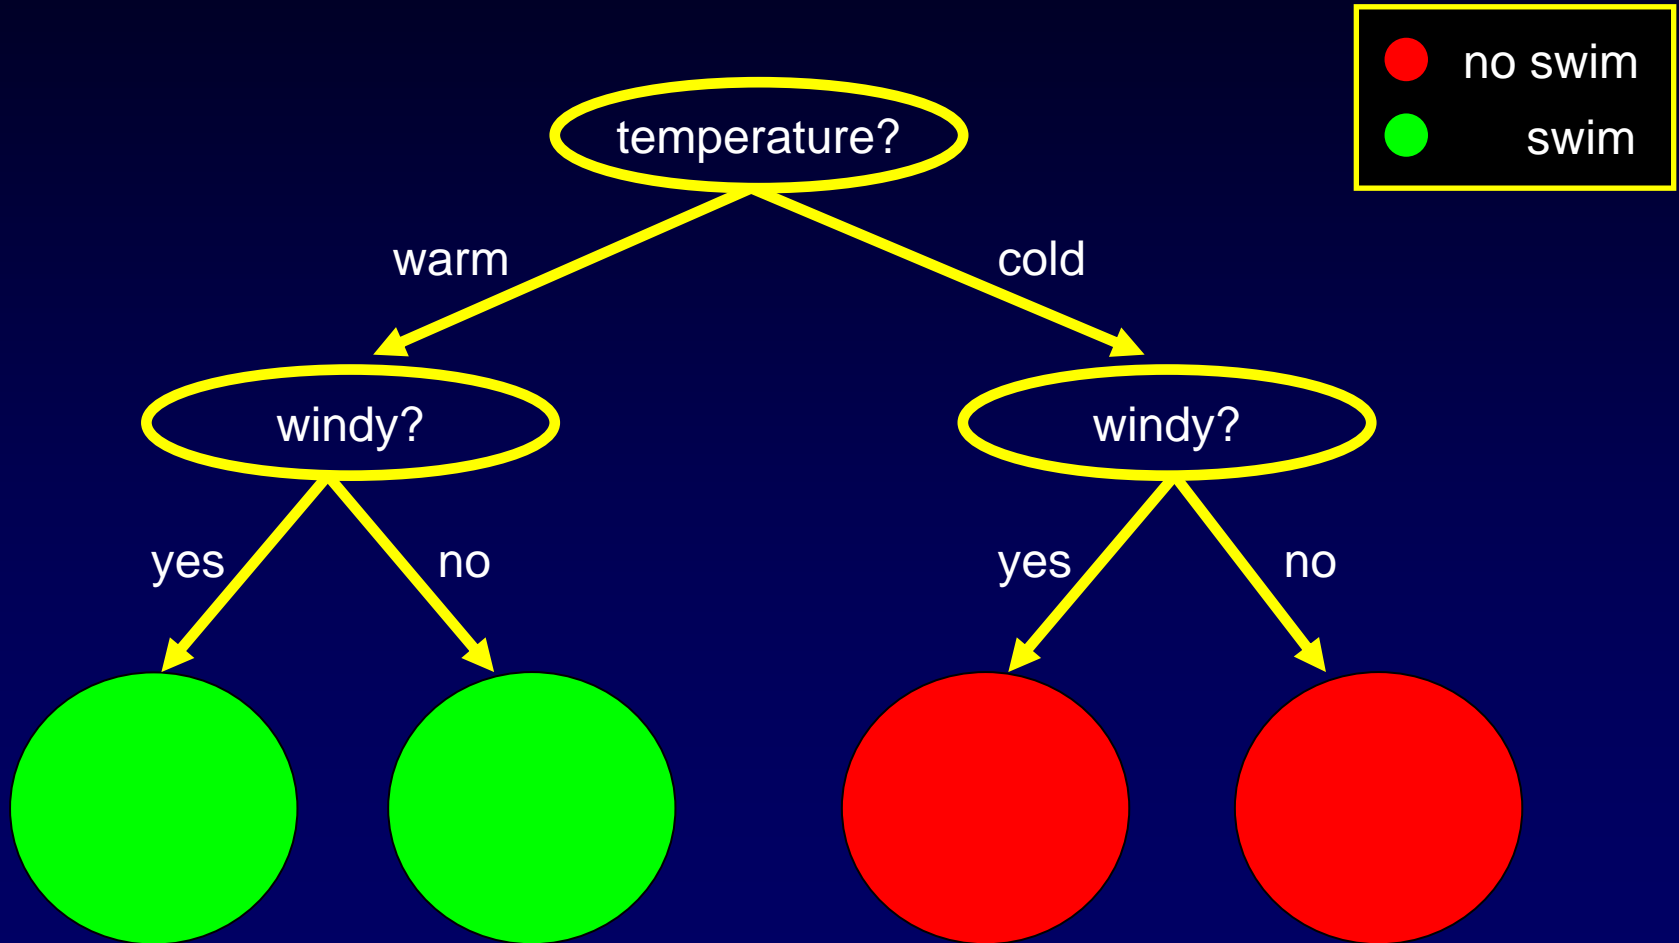 no swim
swim
temperature?
warm
cold
windy?
windy?
yes
no
yes
no